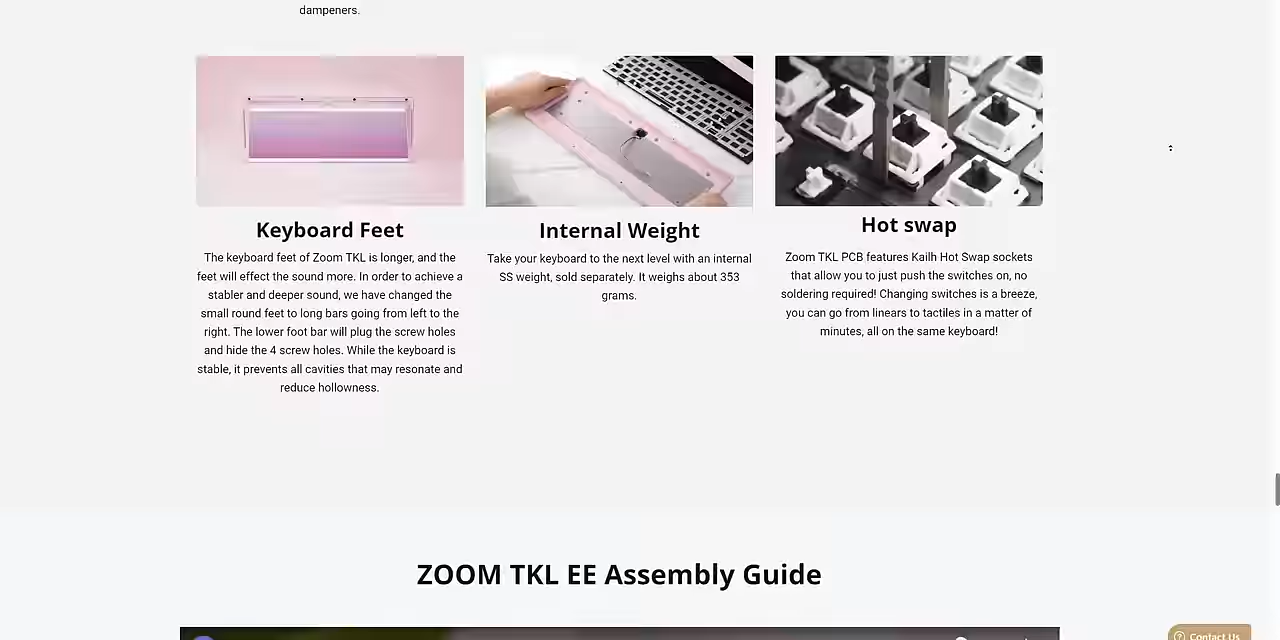 dampeners.
Keyboard Feet
The keyboard feet of Zoom TKL is longer, and the
feet will effect the sound more. In order to achieve a
stabler and deeper sound, we have changed the
small round feet to long bars going from left to the
right. The lower foot bar will plug the screw holes
and hide the 4 screw holes. While the keyboard is
stable, it prevents all cavities that may resonate and
reduce hollowness.
Internal Weight
Take your keyboard to the next level with an internal
SS weight, sold separately. It weighs about 353
grams.
Hot swap
Zoom TKL PCB features Kailh Hot Swap sockets
that allow you to just push the switches on, no
soldering required! Changing switches is a breeze,
you can go from linears to tactiles in a matter of
minutes, all on the same keyboard!
ZOOM TKL EE Assembly Guide
Contact Us